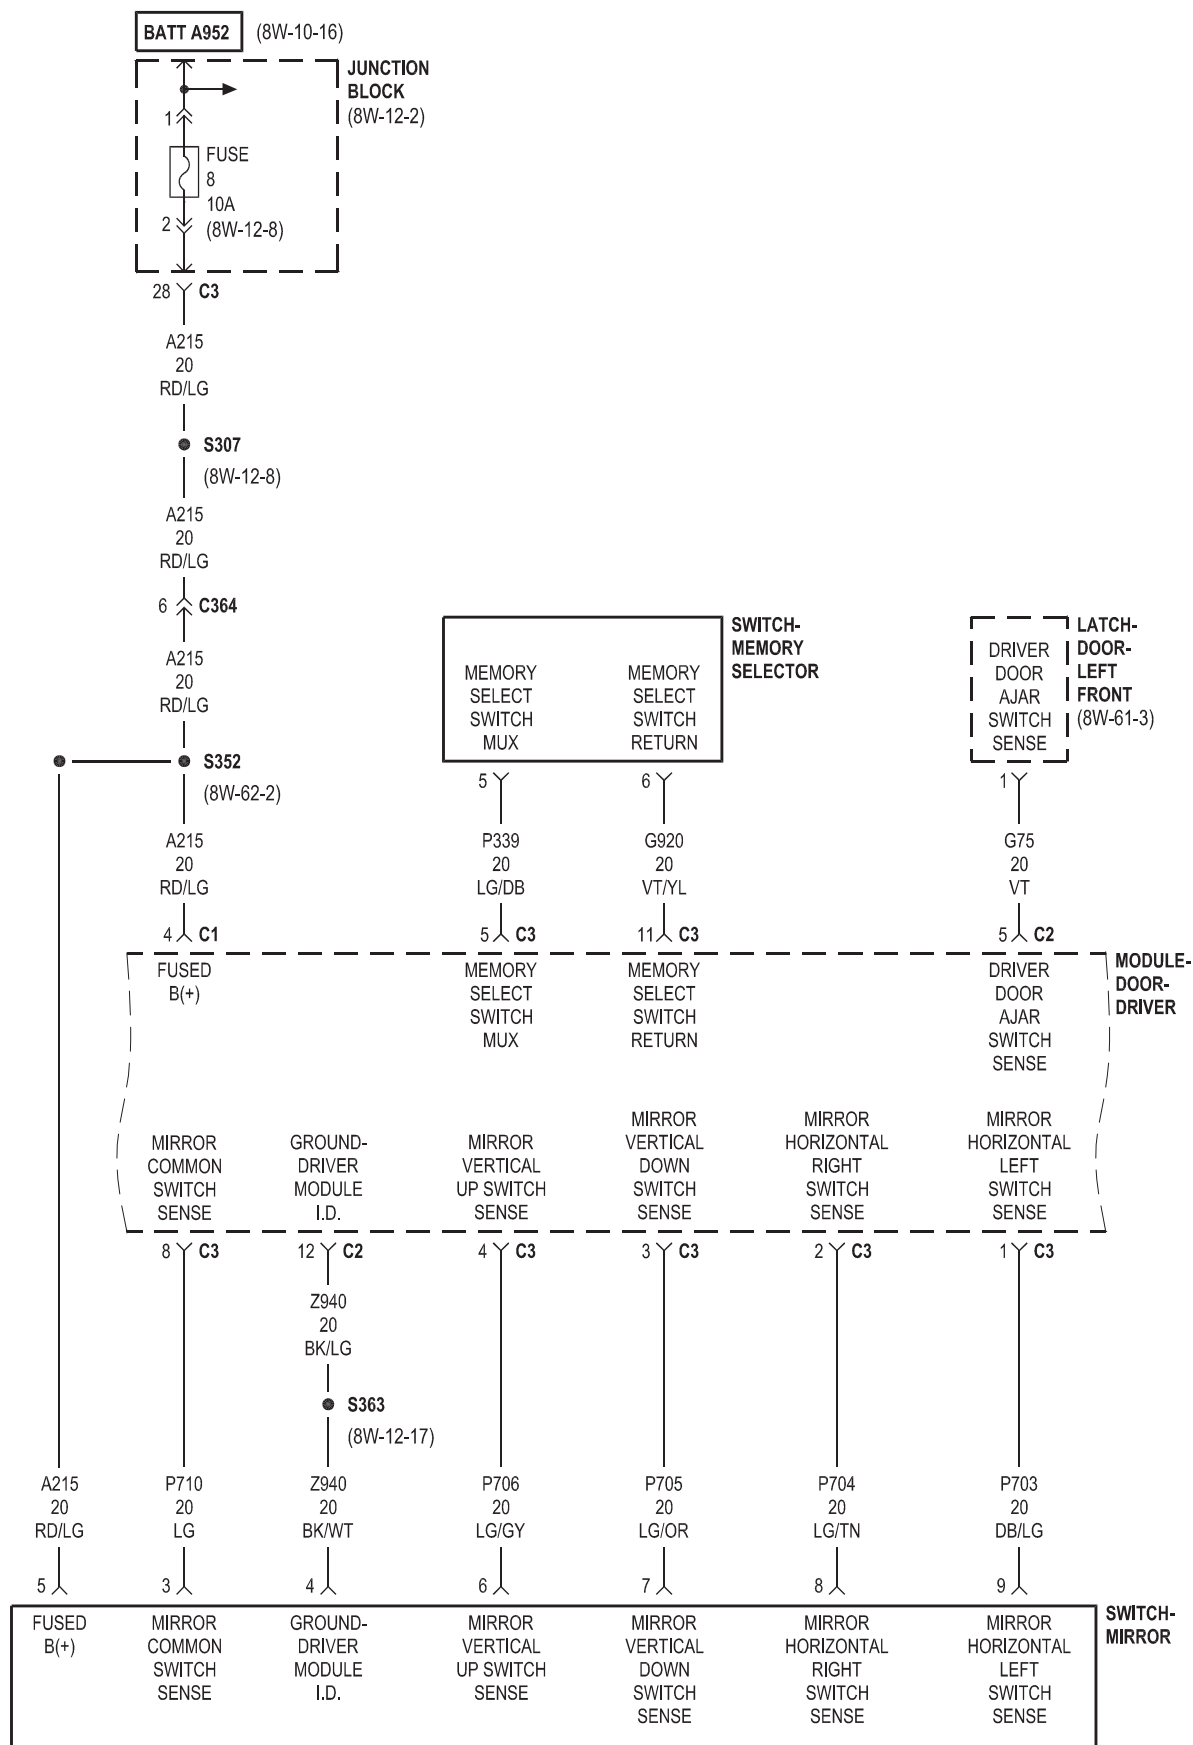 BATT A952 (8W-10-16)
JUNCTION
BLOCK
(8W-12-2)
1
FUSE
8
10A
2 (8W-12-8)
28 C3
A215
20
RD/LG
S307
(8W-12-8)
A215
20
RD/LG
6 C364
A215
20
RD/LG
S352
(8W-62-2)
A215
20
RD/LG
4 C1
SWITCH-
MEMORY
SELECTOR
MEMORY
SELECT
SWITCH
MUX
MEMORY
SELECT
SWITCH
RETURN
5
6
P339
20
LG/DB
G920
20
VT/YL
5 C3
11 C3
LATCH-
DOOR-
LEFT
FRONT
(8W-61-3)
DRIVER
DOOR
AJAR
SWITCH
SENSE
1
G75
20
VT
5 C2
MODULE-
DOOR-
DRIVER
FUSED
B(+)
MEMORY
SELECT
SWITCH
MUX
MEMORY
SELECT
SWITCH
RETURN
DRIVER
DOOR
AJAR
SWITCH
SENSE
MIRROR
COMMON
SWITCH
SENSE
GROUND-
DRIVER
MODULE
I.D.
MIRROR
VERTICAL
UP SWITCH
SENSE
MIRROR
VERTICAL
DOWN
SWITCH
SENSE
MIRROR
HORIZONTAL
RIGHT
SWITCH
SENSE
MIRROR
HORIZONTAL
LEFT
SWITCH
SENSE
8 C3
12 C2
4 C3
3 C3
2 C3
1 C3
Z940
20
BK/LG
S363
(8W-12-17)
A215
20
RD/LG
P710
20
LG
Z940
20
BK/WT
P706
20
LG/GY
P705
20
LG/OR
P704
20
LG/TN
P703
20
DB/LG
5
3
4
6
7
8
9
SWITCH-
MIRROR
FUSED
B(+)
MIRROR
COMMON
SWITCH
SENSE
GROUND-
DRIVER
MODULE
I.D.
MIRROR
VERTICAL
UP SWITCH
SENSE
MIRROR
VERTICAL
DOWN
SWITCH
SENSE
MIRROR
HORIZONTAL
RIGHT
SWITCH
SENSE
MIRROR
HORIZONTAL
LEFT
SWITCH
SENSE